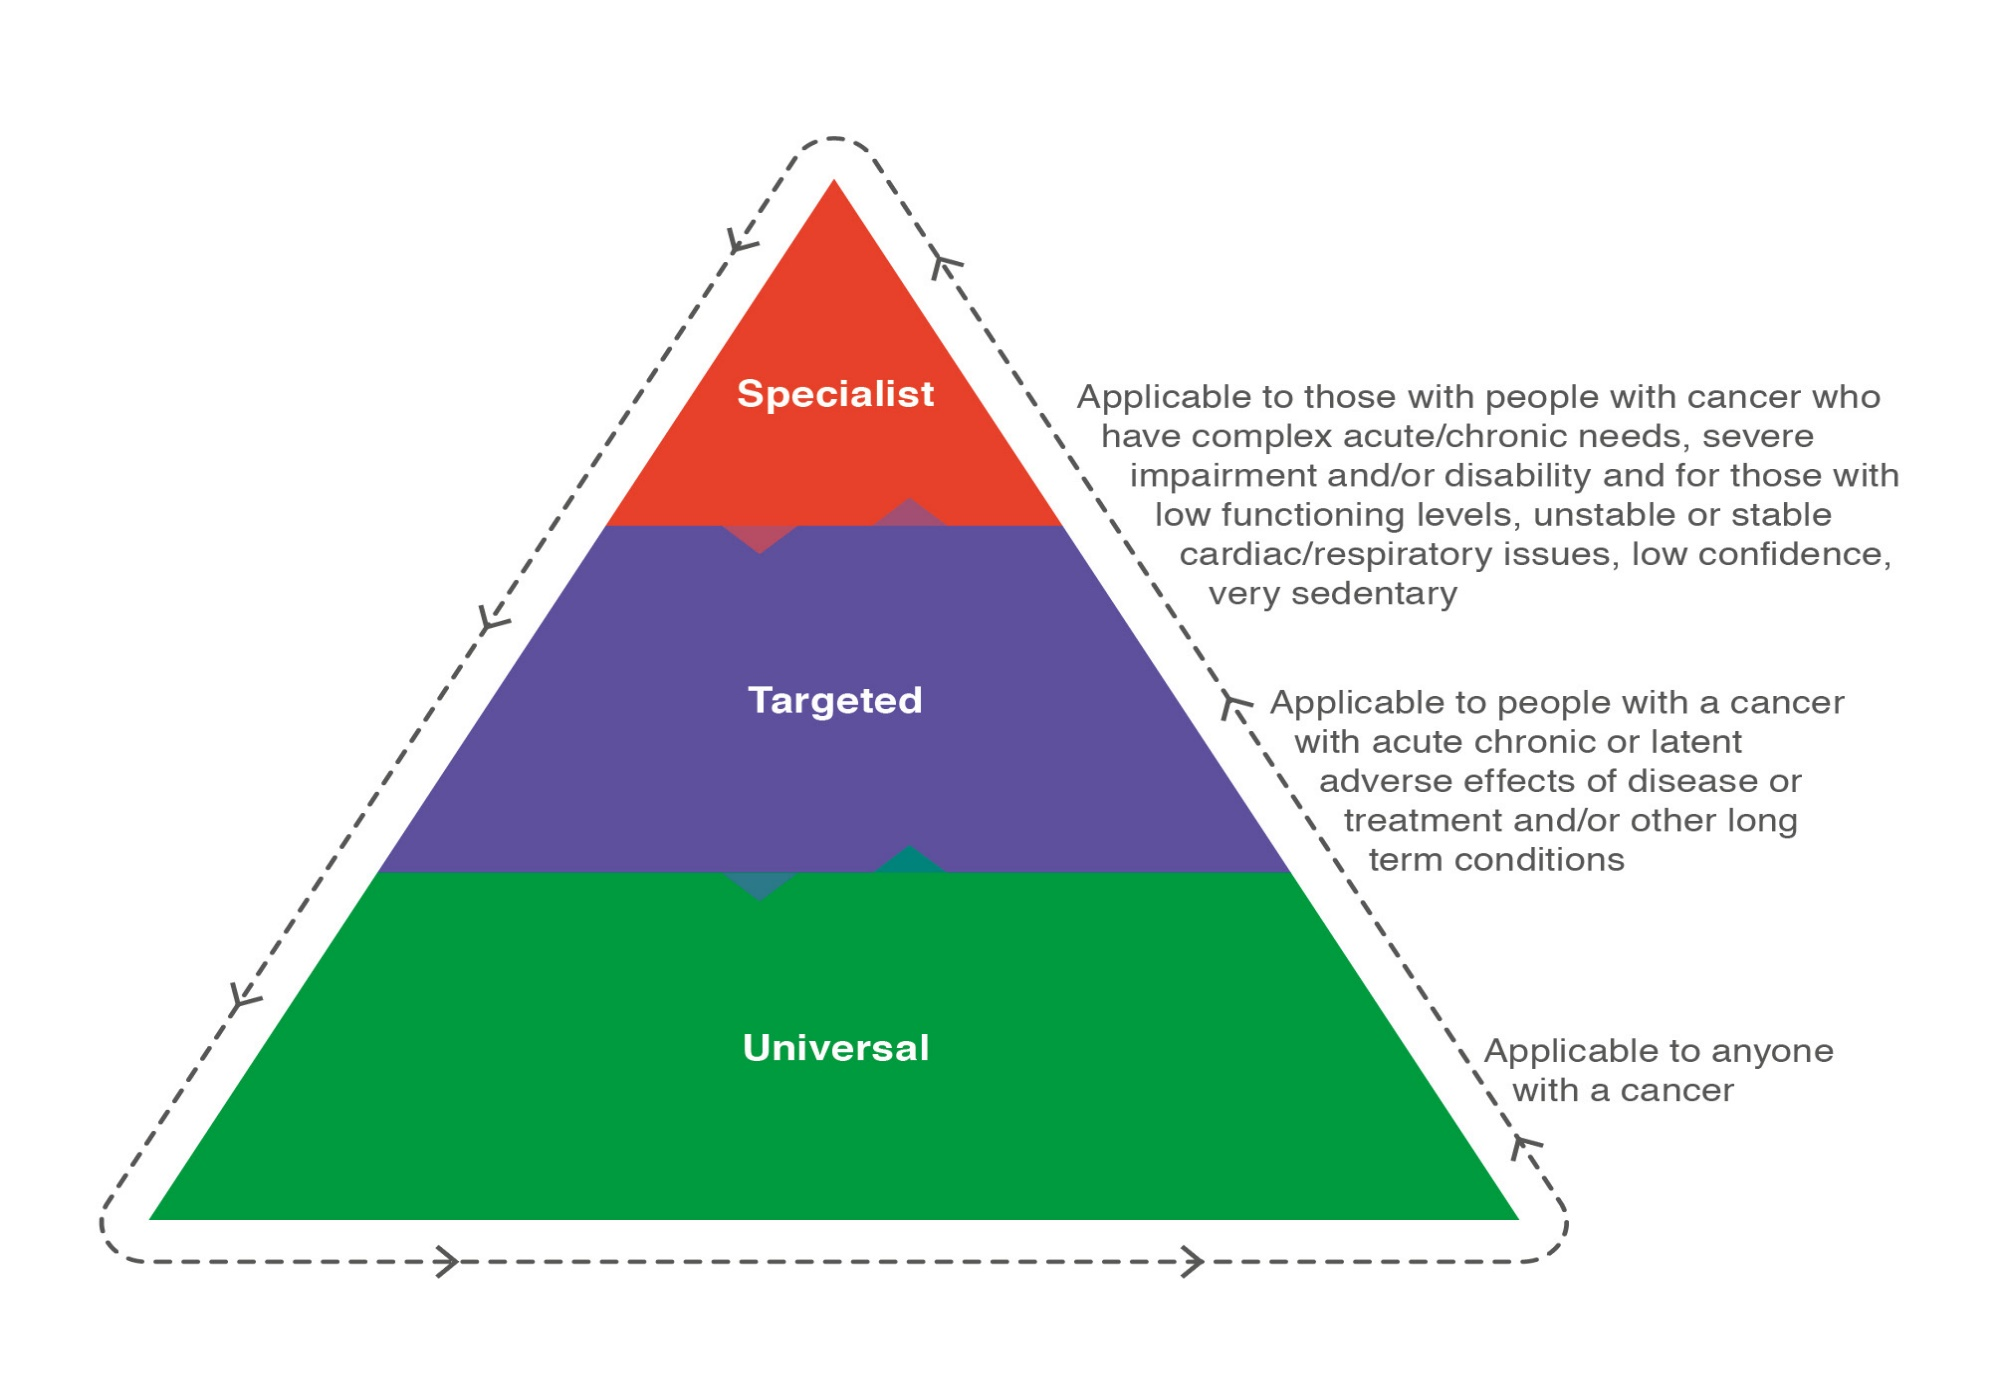 Specialist
Applicable to those with people with cancer who
have complex acute/chronic needs, severe
impairment and/or disability and for those with
low functioning levels, unstable or stable
cardiac/respiratory issues, low confidence,
very sedentary
Targeted
Applicable to people with a cancer
with acute chronic or latent
adverse effects of disease or
treatment and/or other long
term conditions
Universal
Applicable to anyone
with a cancer